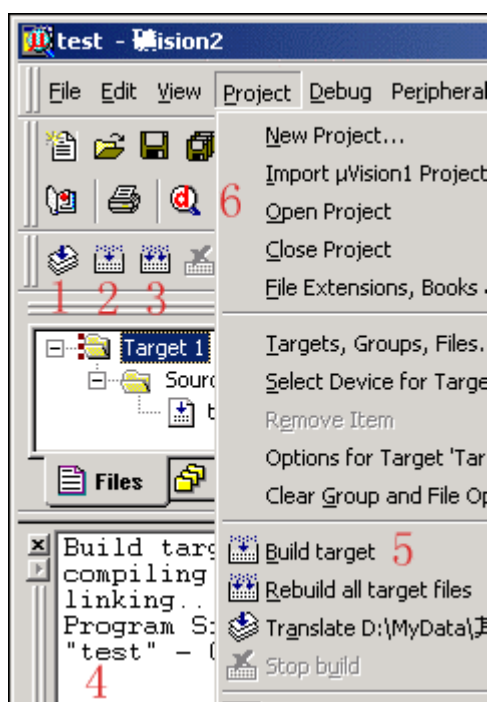 test - μVision2
File Edit View Project Debug Peripheral
New Project...
Import µVision1 Project
6
Open Project
Close Project
1 2 3
File Extensions, Books
Target 1
Targets, Groups, Files.
Sour
Select Device for Targe
t
Remove Item
Options for Target 'Tar
Files
Clear Group and File Op
Build targ
Build target 5
compiling
Rebuild all target files
linking..
Program Si
Translate D:\MyData\其
"test" - (
Stop build
4